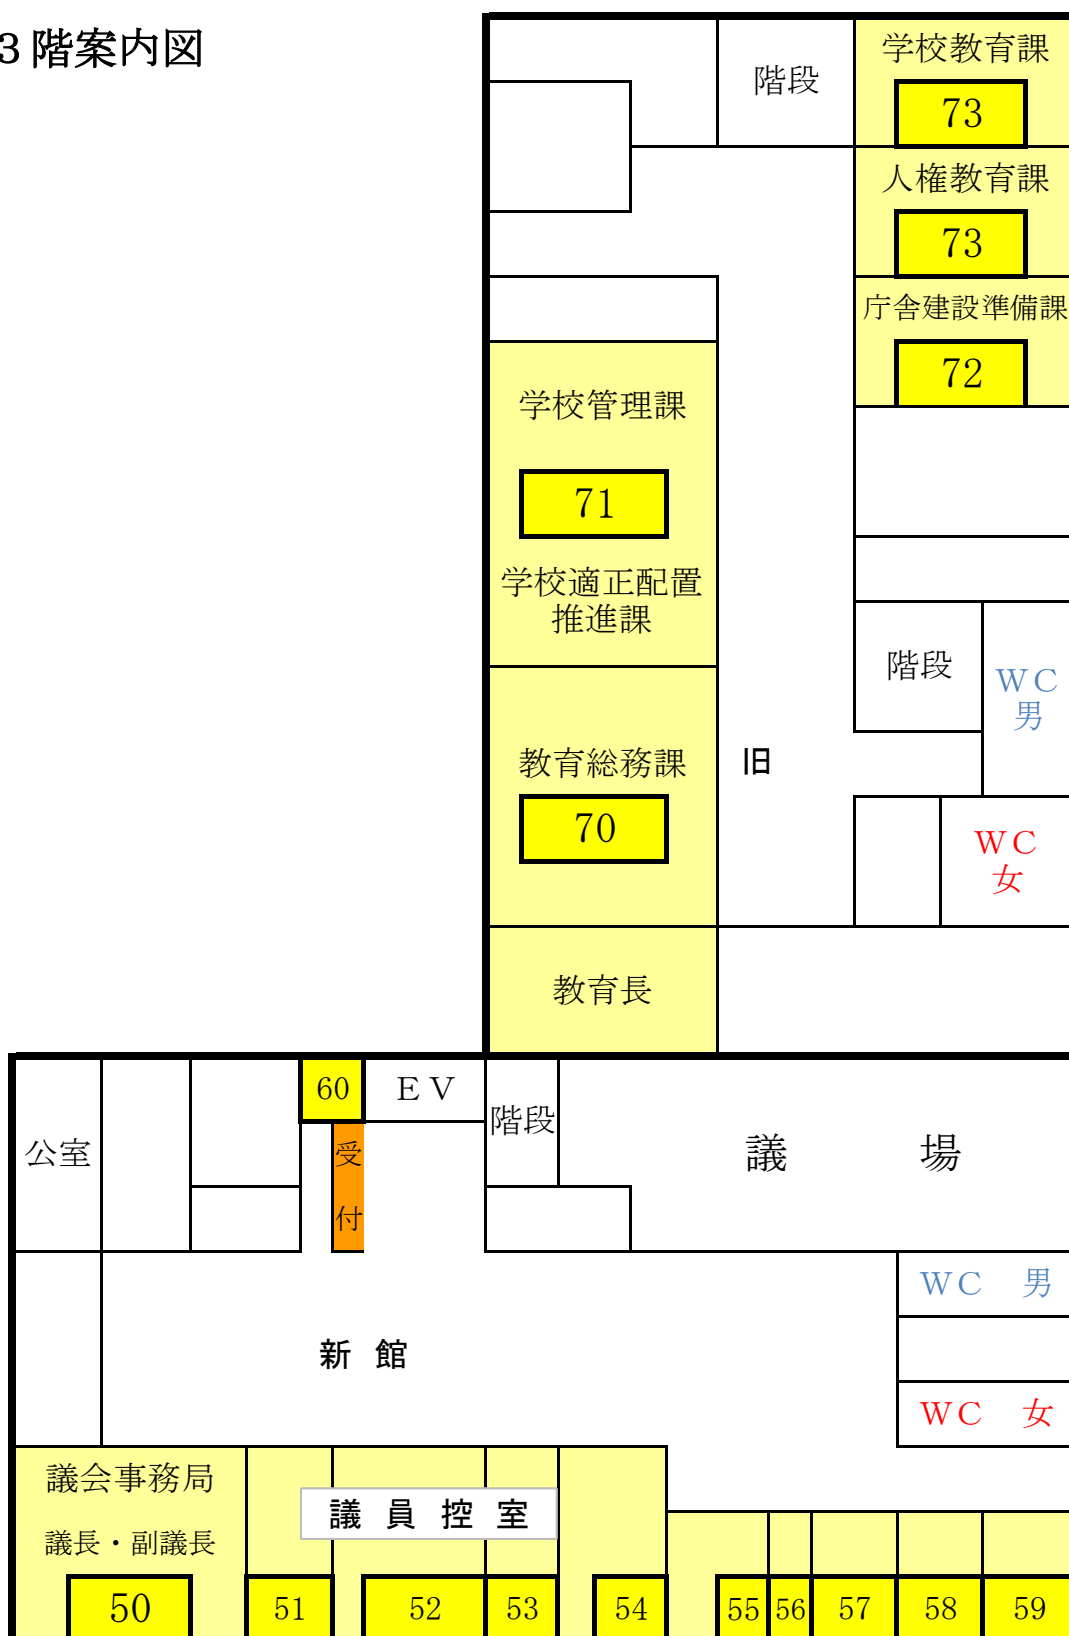 3階案内図
階段
学校教育課
73
人権教育課
73
庁舎建設準備課
72
学校管理課
71
学校適正配置
推進課
階段
WC
男
教育総務課
旧
70
WC
女
教育長
60
EV
階段
公室
受
付
議場
WC 男
新館
WC 女
議会事務局
議員控室
議長・副議長
50
51
52
53
54
55
56
57
58
59